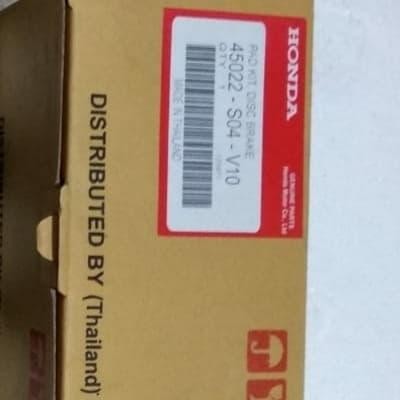 HONDA
GENUINE PARTS
Honda Motor Co., Ltd
PAD KIT, DISC BRAKE
45022 - S04 - V10
QTY 1
MADE IN THAILAND
DISTRIBUTED BY (Thailand)